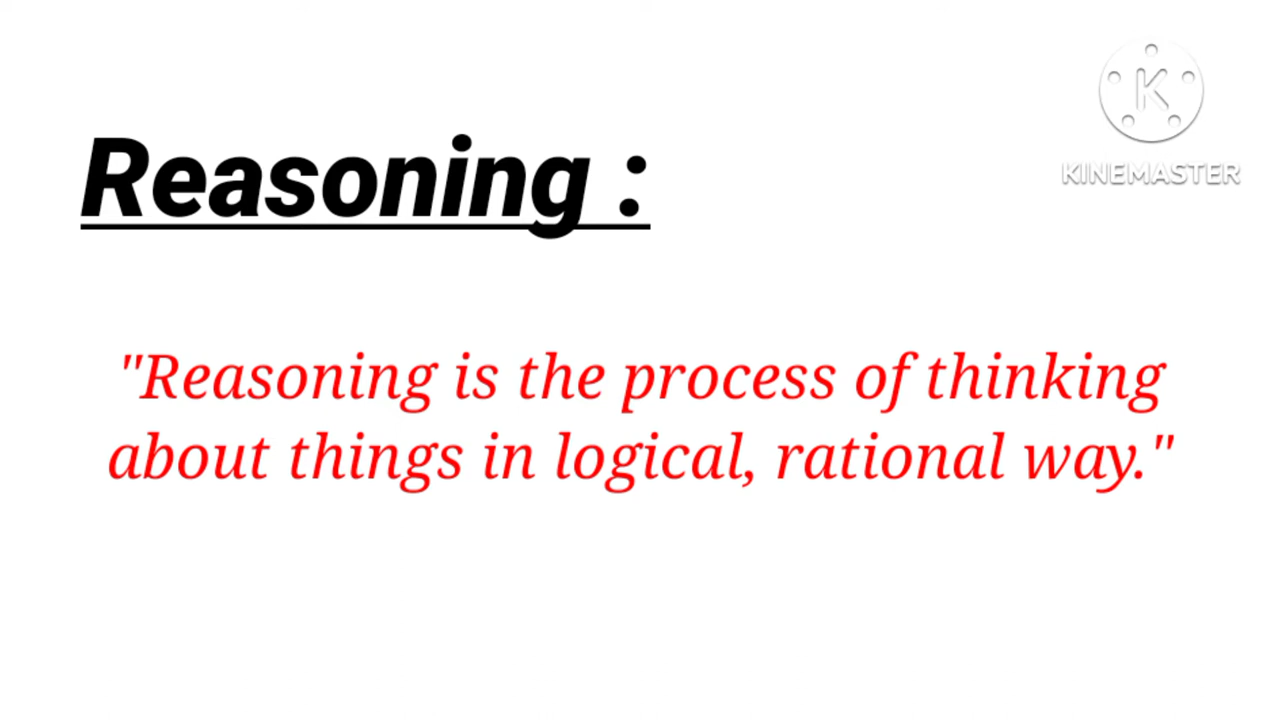 KINEMASTER
Reasoning :
"Reasoning is the process of thinking
about things in logical, rational way."